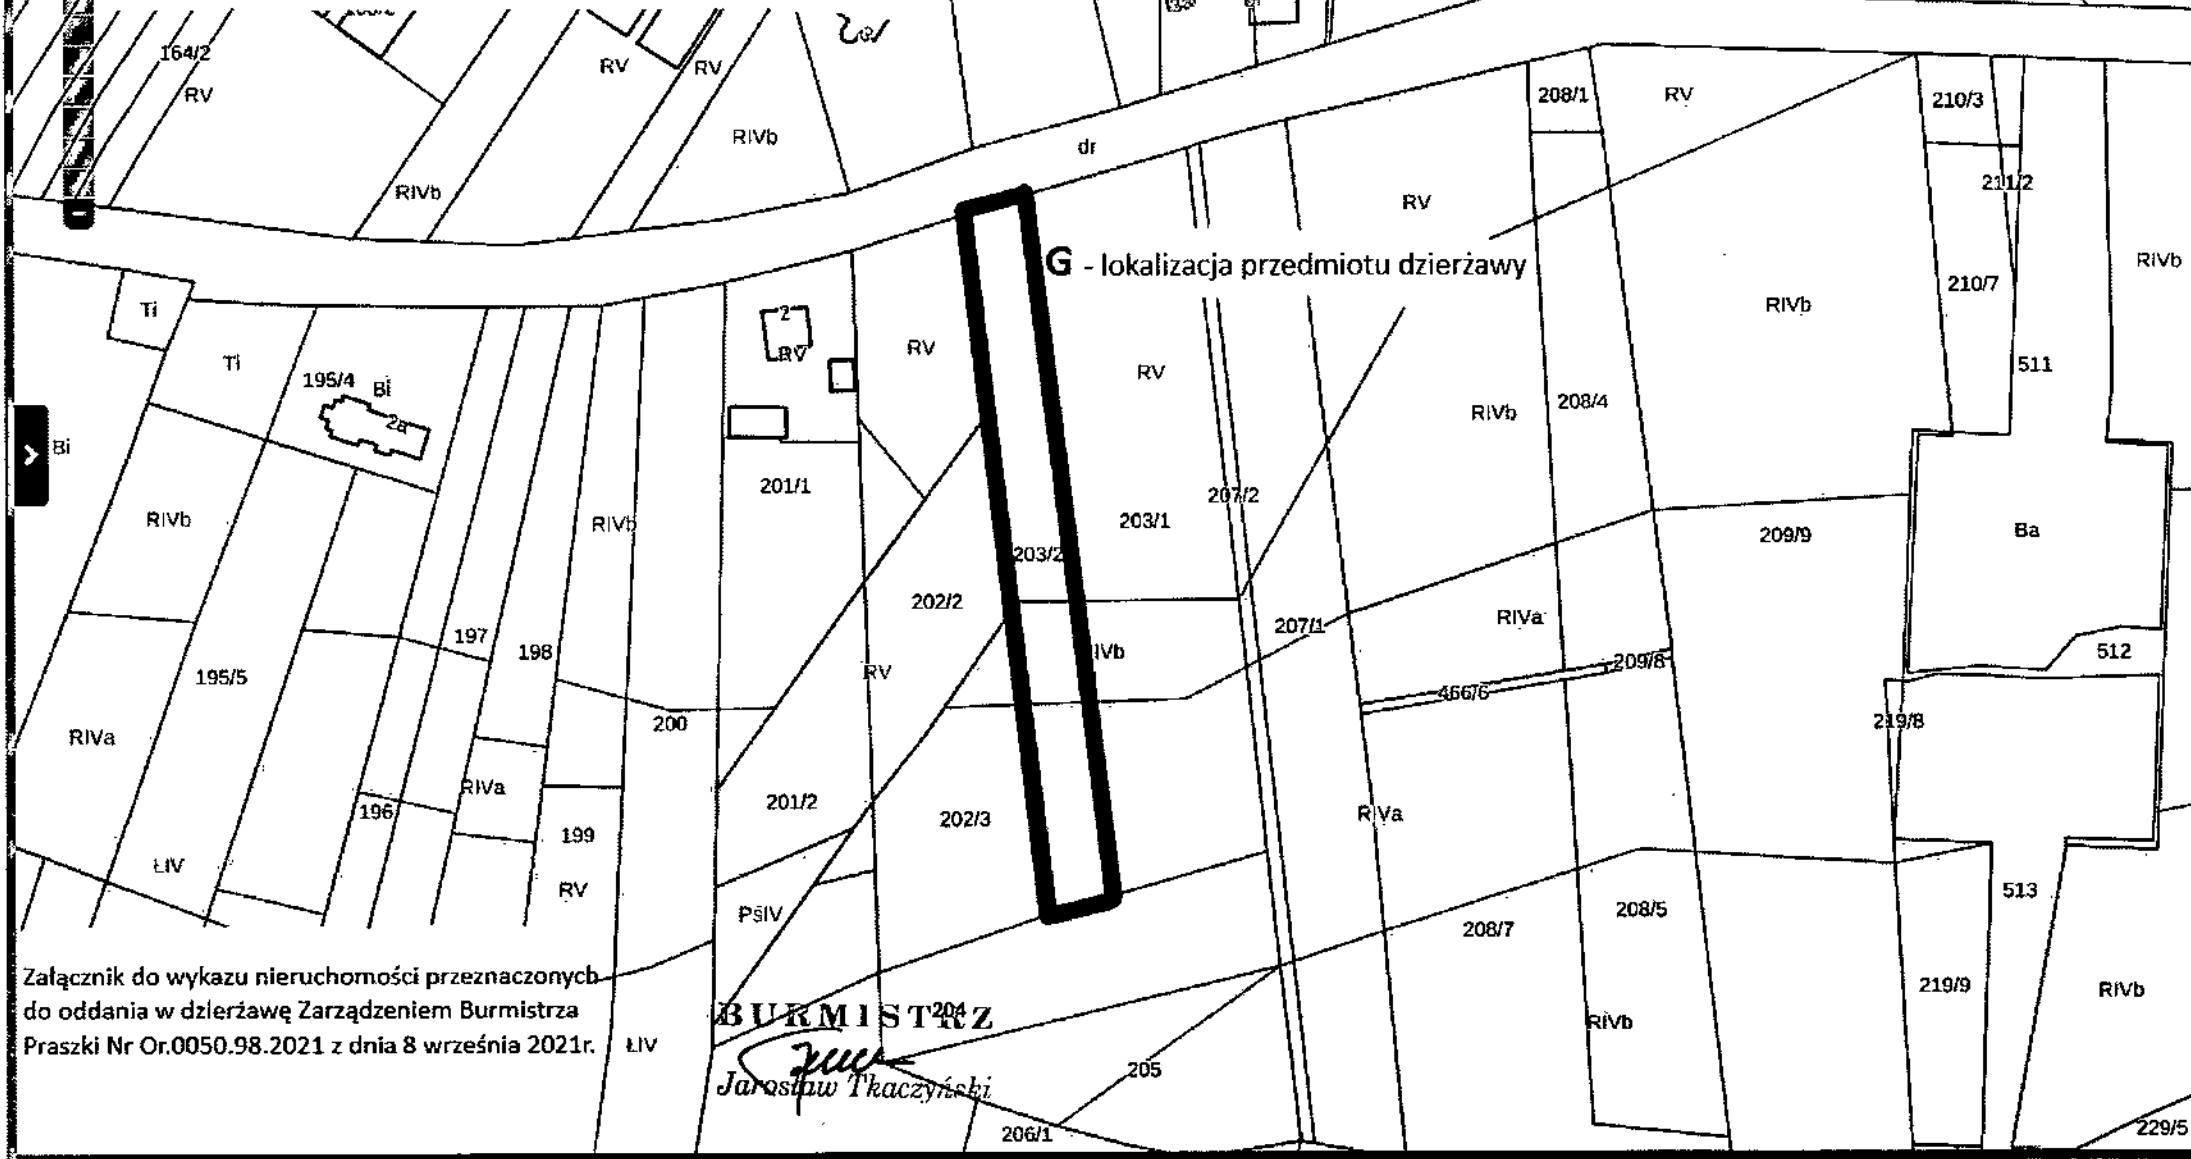 164/2
RV
RV
RV
RIVb
RIVb
dr
208/1
RV
210/3
211/2
RV
RIVb
G - lokalizacja przedmiotu dzierżawy
210/7
RIVb
Ti
2
RV
RV
RV
Ti
195/4
Bi
2a
511
208/4
RIVb
Bi
201/1
207/2
RIVb
RIVb
203/1
209/9
Ba
203/2
202/2
207/1
RIVa
197
198
IVb
512
195/5
RV
209/8
466/6
200
219/8
RIVa
RIVa
196
201/2
202/3
RIVa
199
ŁIV
RV
513
PsIV
208/5
208/7
Załącznik do wykazu nieruchomości przeznaczonych
do oddania w dzierżawę Zarządzeniem Burmistrza
Praszki Nr Or.0050.98.2021 z dnia 8 września 2021r.
219/9
RIVb
BURMISTRZ
204
RIVb
ŁIV
Jarosław Tkaczyński
205
206/1
229/5